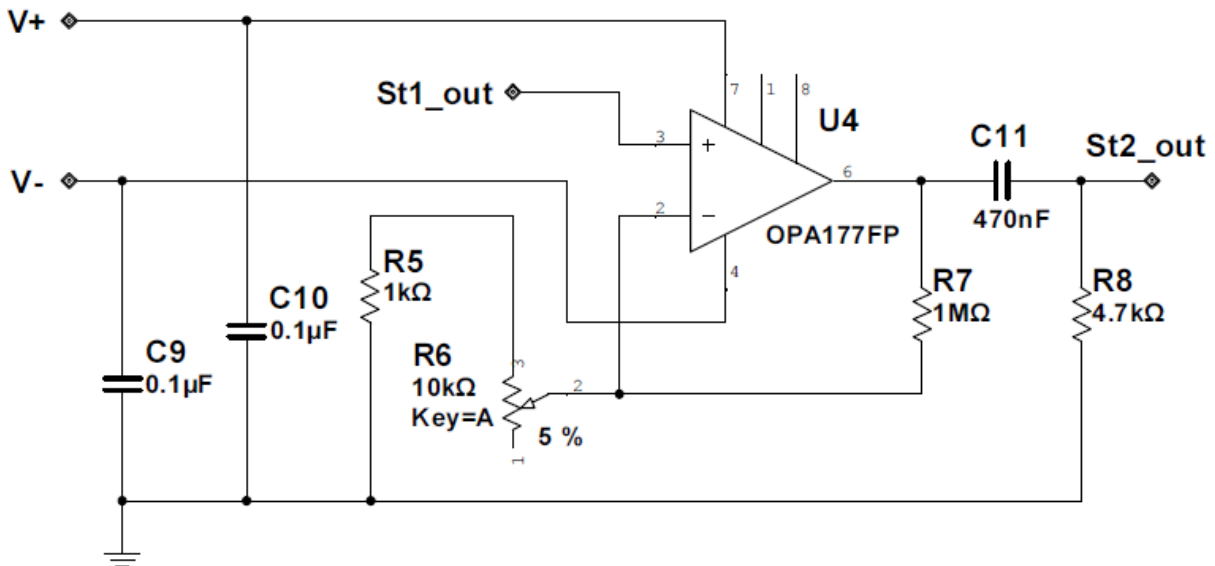 V+
St1_out
7
1
8
U4
3
+
C11
St2_out
V-
6
2
−
470nF
OPA177FP
R5
1kΩ
4
C10
0.1µF
R7
1MΩ
R8
4.7kΩ
C9
0.1µF
R6
10kΩ
Key=A
3
2
5 %
1